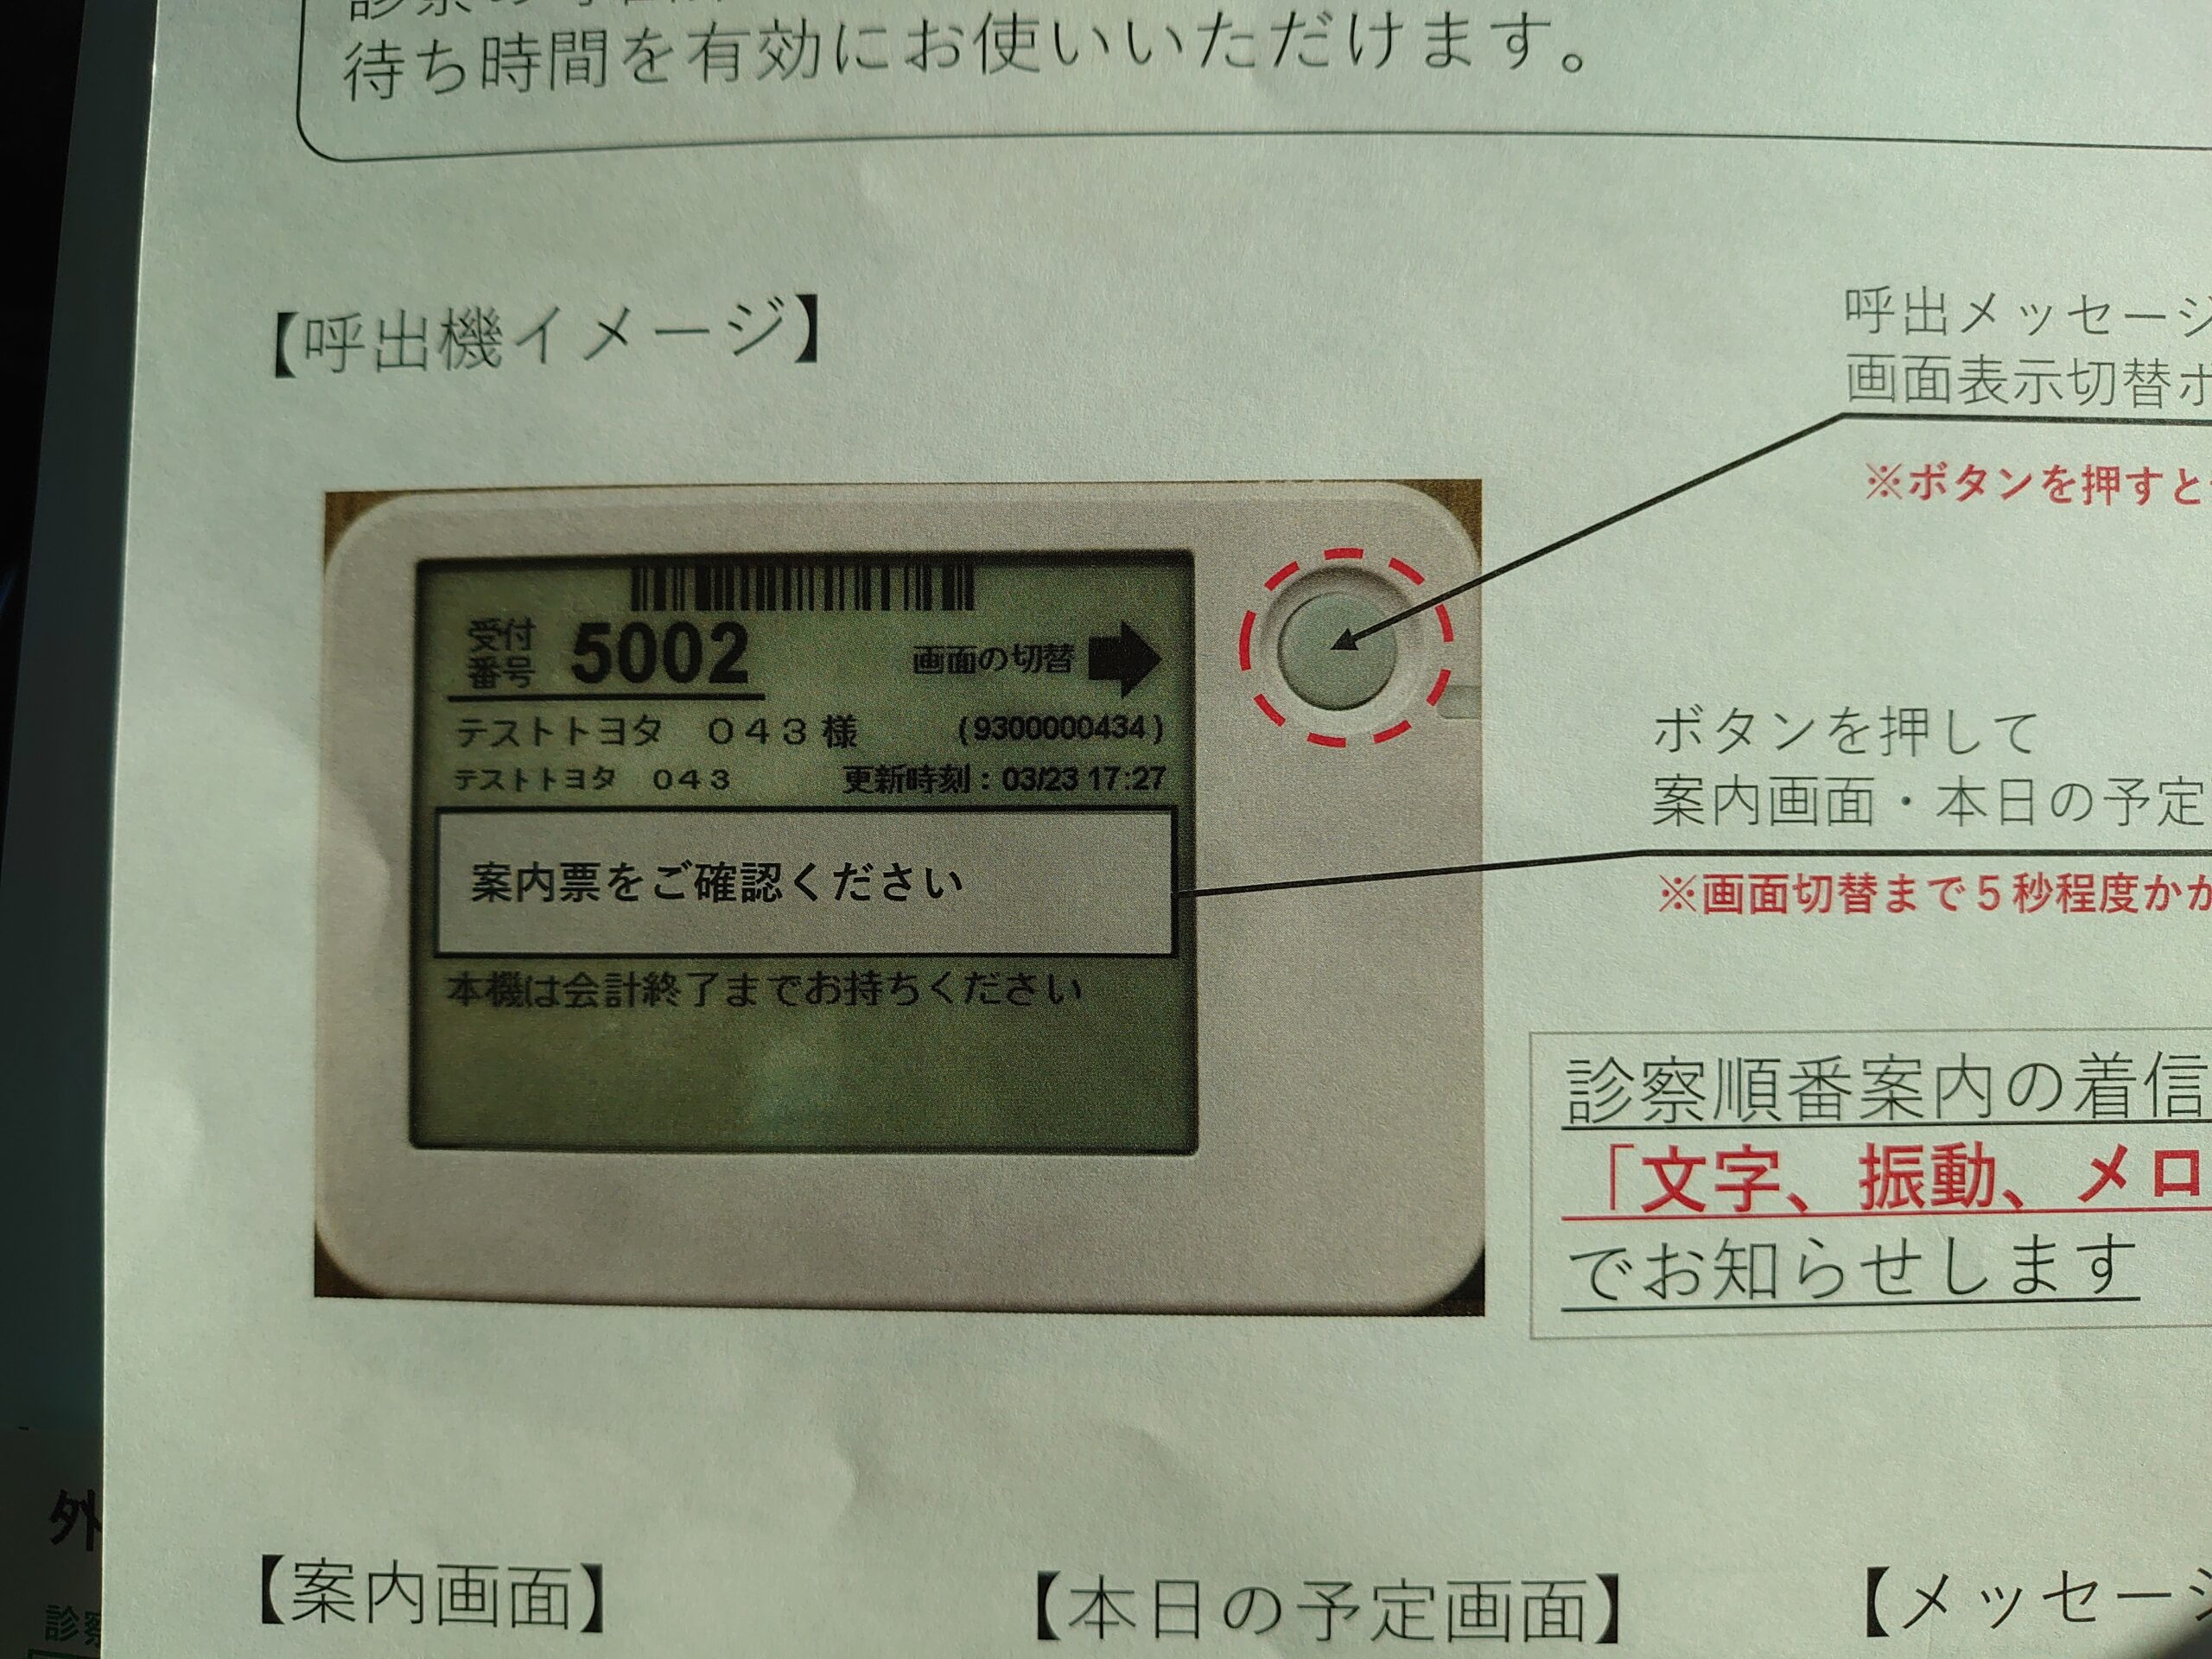 待ち時間を有効にお使いいただけます。
【呼出機イメージ】
呼出メッセージ
画面表示切替ボ
※ボタンを押すと
受付番号 5002 画面の切替
テストトヨタ　０４３様 (9300000434)
テストトヨタ　０４３ 更新時刻：03/23 17:27
案内票をご確認ください
本機は会計終了までお持ちください
ボタンを押して
案内画面・本日の予定
※画面切替まで５秒程度かか
診察順番案内の着信
「文字、振動、メロ
でお知らせします
外
診察
【案内画面】
【本日の予定画面】
【メッセージ